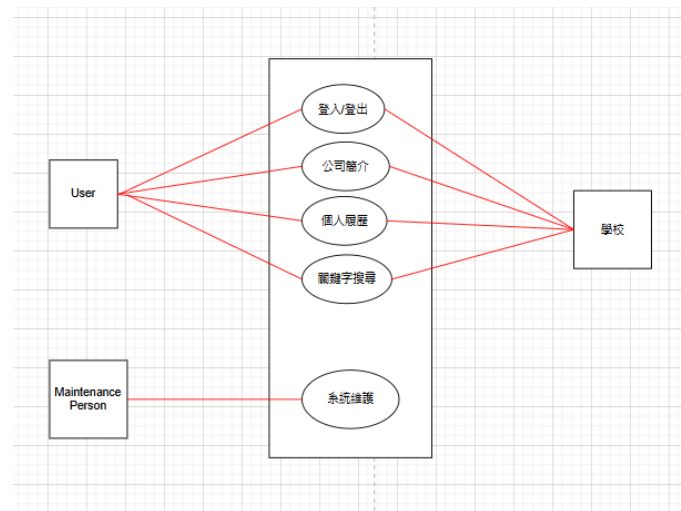 登入/登出
公司簡介
User
個人履歷
學校
關鍵字搜尋
Maintenance
Person
系統維護